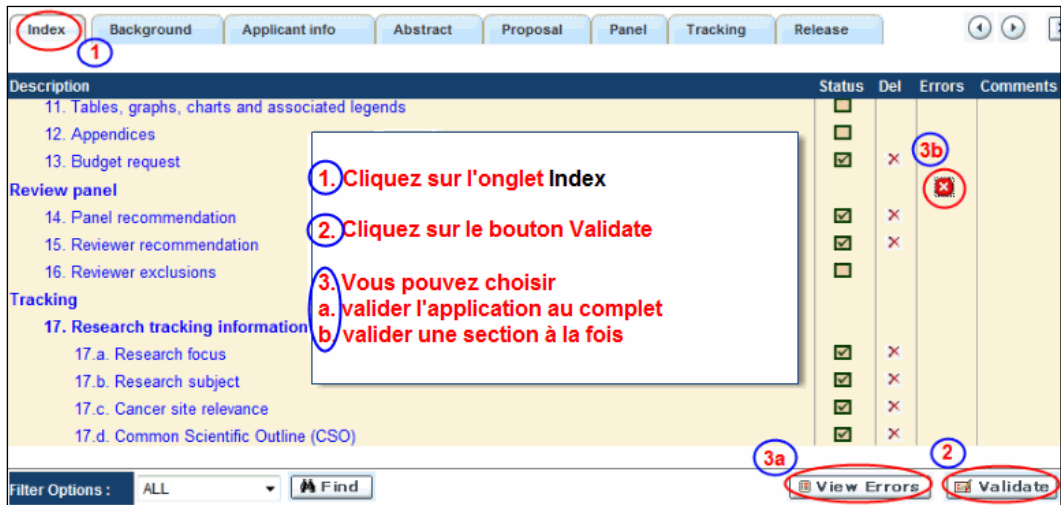 Index Background Applicant info Abstract Proposal Panel Tracking Release
1
Description Status Del Errors Comments
11. Tables, graphs, charts and associated legends
12. Appendices
13. Budget request
3b
Review panel
14. Panel recommendation
15. Reviewer recommendation
16. Reviewer exclusions
Tracking
17. Research tracking information
17.a. Research focus
17.b. Research subject
17.c. Cancer site relevance
17.d. Common Scientific Outline (CSO)
1. Cliquez sur l'onglet Index
2. Cliquez sur le bouton Validate
3. Vous pouvez choisir
a. valider l'application au complet
b. valider une section à la fois
3a 2
Filter Options : ALL Find View Errors Validate